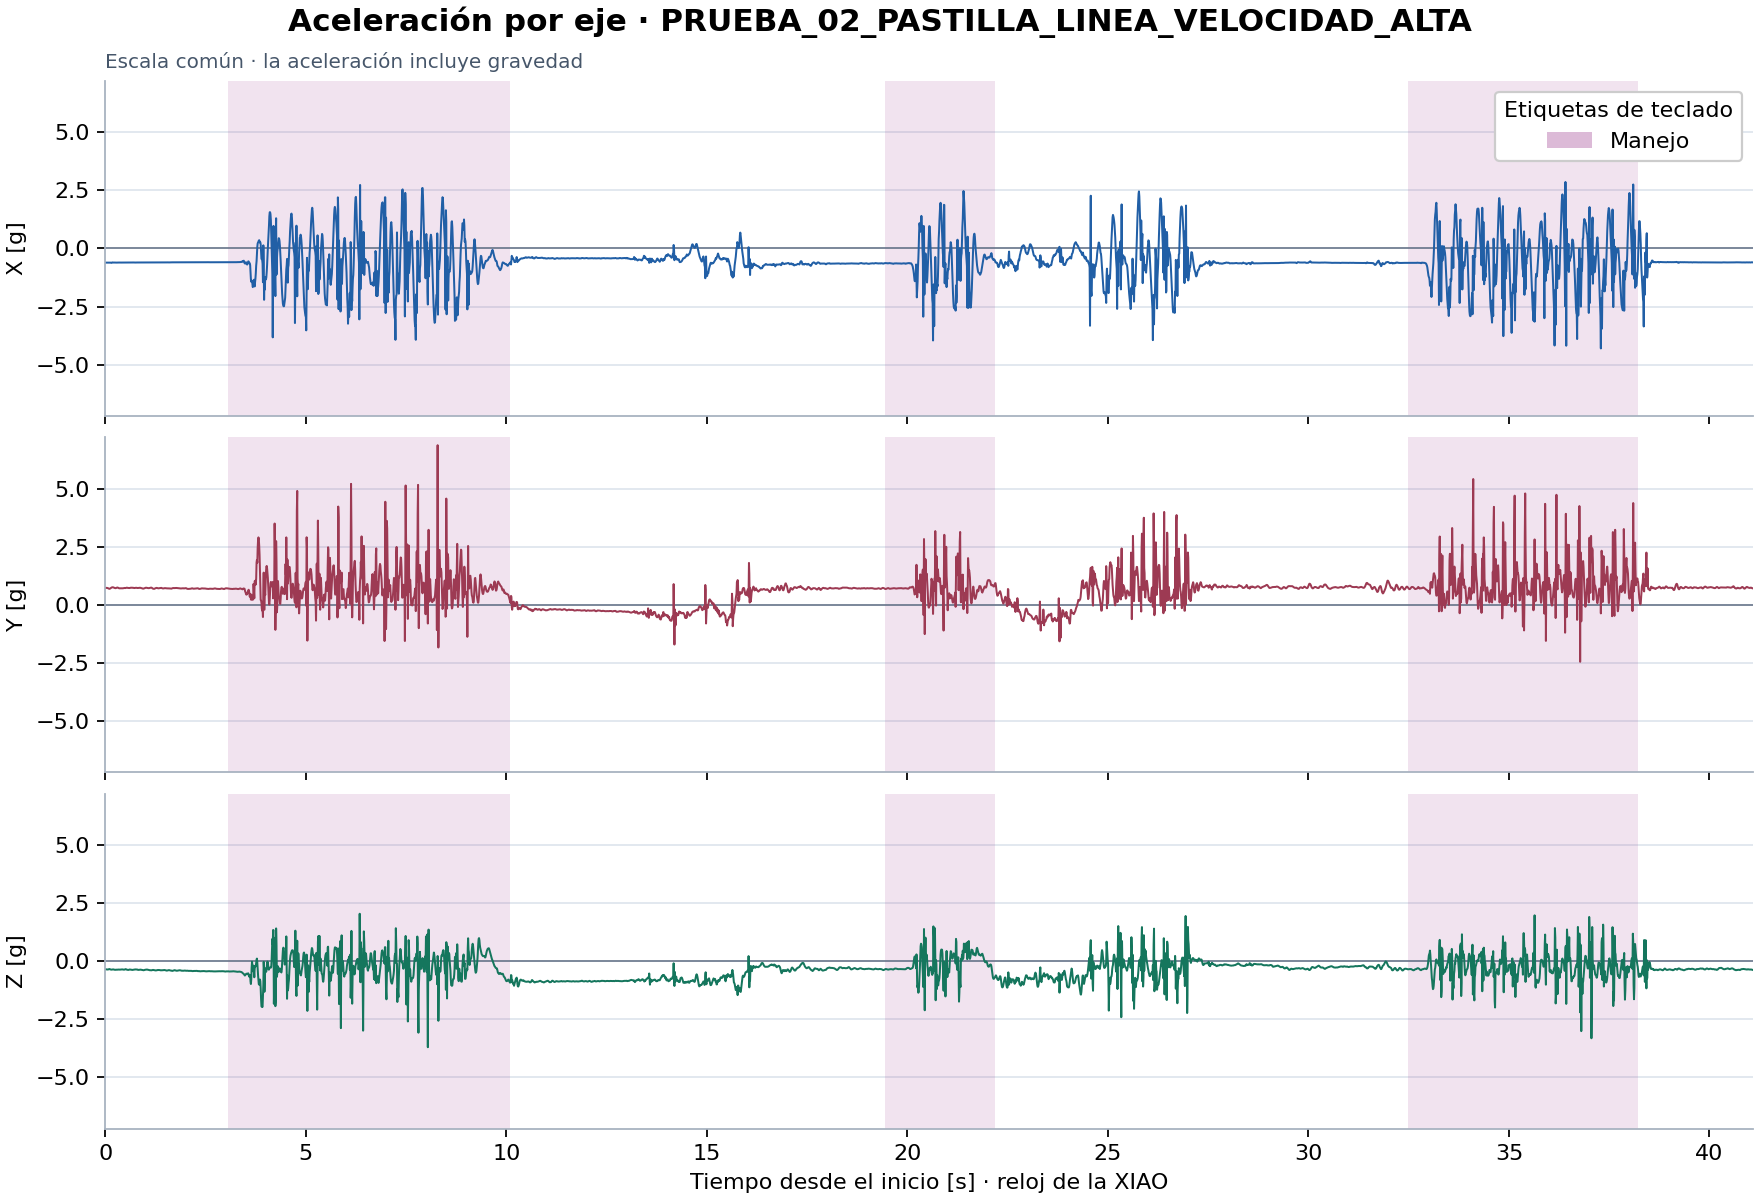 Aceleración por eje · PRUEBA_02_PASTILLA_LINEA_VELOCIDAD_ALTA
Escala común · la aceleración incluye gravedad
Etiquetas de teclado
Manejo
X [g]
5.0
2.5
0.0
−2.5
−5.0
Y [g]
5.0
2.5
0.0
−2.5
−5.0
Z [g]
5.0
2.5
0.0
−2.5
−5.0
0 5 10 15 20 25 30 35 40
Tiempo desde el inicio [s] · reloj de la XIAO